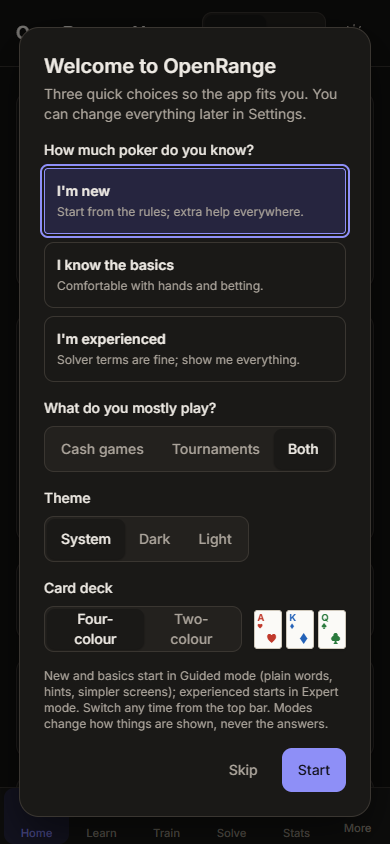 Welcome to OpenRange
Three quick choices so the app fits you. You
can change everything later in Settings.
How much poker do you know?
I'm new
Start from the rules; extra help everywhere.
I know the basics
Comfortable with hands and betting.
I'm experienced
Solver terms are fine; show me everything.
What do you mostly play?
Cash games Tournaments Both
Theme
System Dark Light
Card deck
Four-
colour
Two-
colour
A K Q
New and basics start in Guided mode (plain words,
hints, simpler screens); experienced starts in Expert
mode. Switch any time from the top bar. Modes
change how things are shown, never the answers.
Skip Start
Home Learn Train Solve Stats More